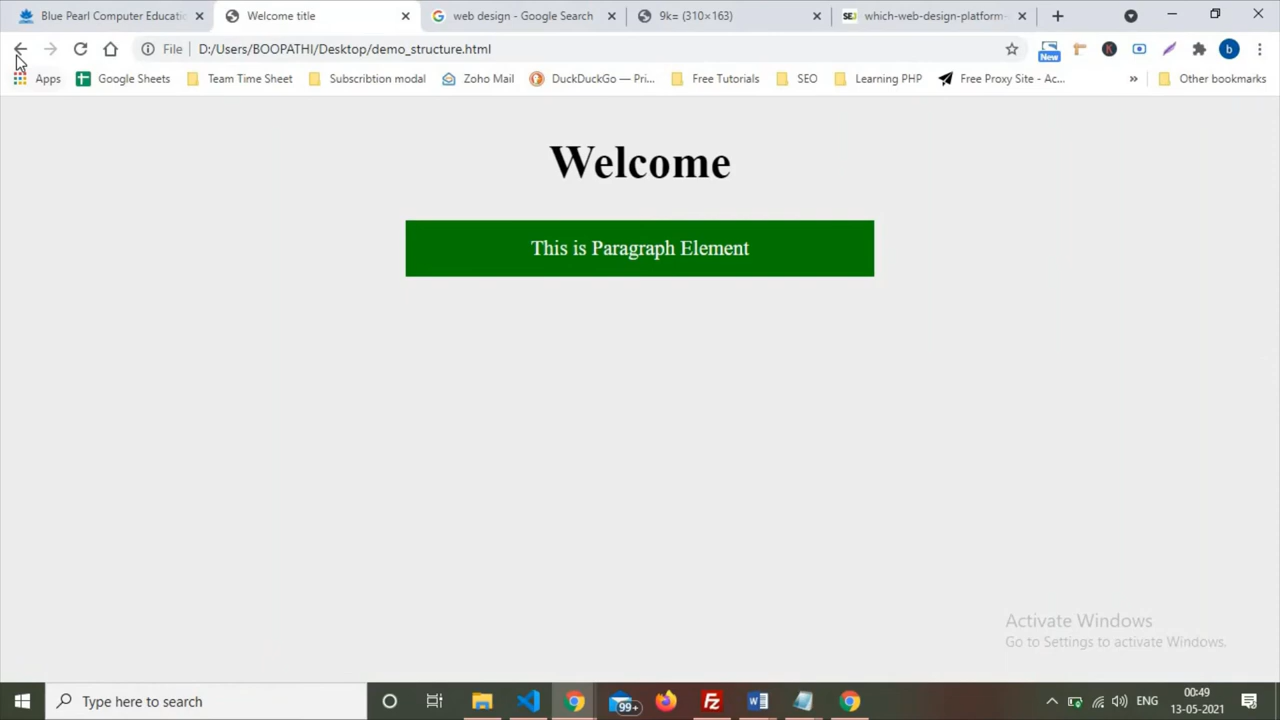 Blue Pearl Computer Educati
Welcome title
web design - Google Search
9k= (310×163)
which-web-design-platform-
File
D:/Users/BOOPATHI/Desktop/demo_structure.html
New
K
b
Apps
Google Sheets
Team Time Sheet
Subscribtion modal
Zoho Mail
DuckDuckGo — Pri...
Free Tutorials
SEO
Learning PHP
Free Proxy Site - Ac...
»
Other bookmarks
Welcome
This is Paragraph Element
Activate Windows
Go to Settings to activate Windows.
Type here to search
99+
ENG
00:49
13-05-2021